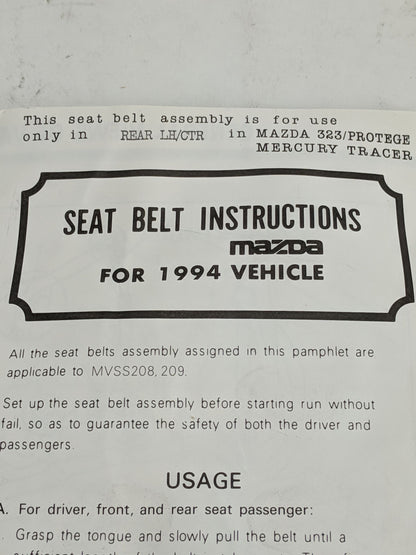 This seat belt assembly is for use
only in REAR LH/CTR in MAZDA 323/PROTEGE
MERCURY TRACER
SEAT BELT INSTRUCTIONS
mazda
FOR 1994 VEHICLE
All the seat belts assembly assigned in this pamphlet are
applicable to MVSS208, 209.
Set up the seat belt assembly before starting run without
fail, so as to guarantee the safety of both the driver and
passengers.
USAGE
A. For driver, front, and rear seat passenger:
Grasp the tongue and slowly pull the belt until a